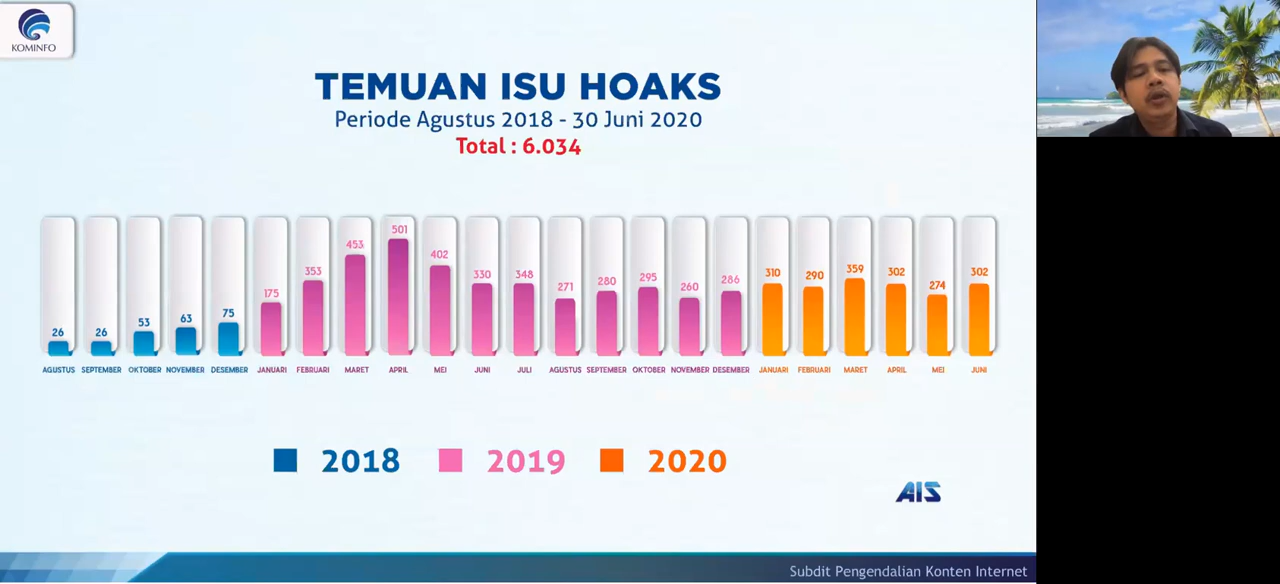 KOMINFO
TEMUAN ISU HOAKS
Periode Agustus 2018 - 30 Juni 2020
Total : 6.034
26 26 53 63 75 175 353 453 501 402 330 348 271 280 295 260 286 310 290 359 302 274 302
AGUSTUS SEPTEMBER OKTOBER NOVEMBER DESEMBER JANUARI FEBRUARI MARET APRIL MEI JUNI JULI AGUSTUS SEPTEMBER OKTOBER NOVEMBER DESEMBER JANUARI FEBRUARI MARET APRIL MEI JUNI
2018 2019 2020
AIS
Subdit Pengendalian Konten Internet